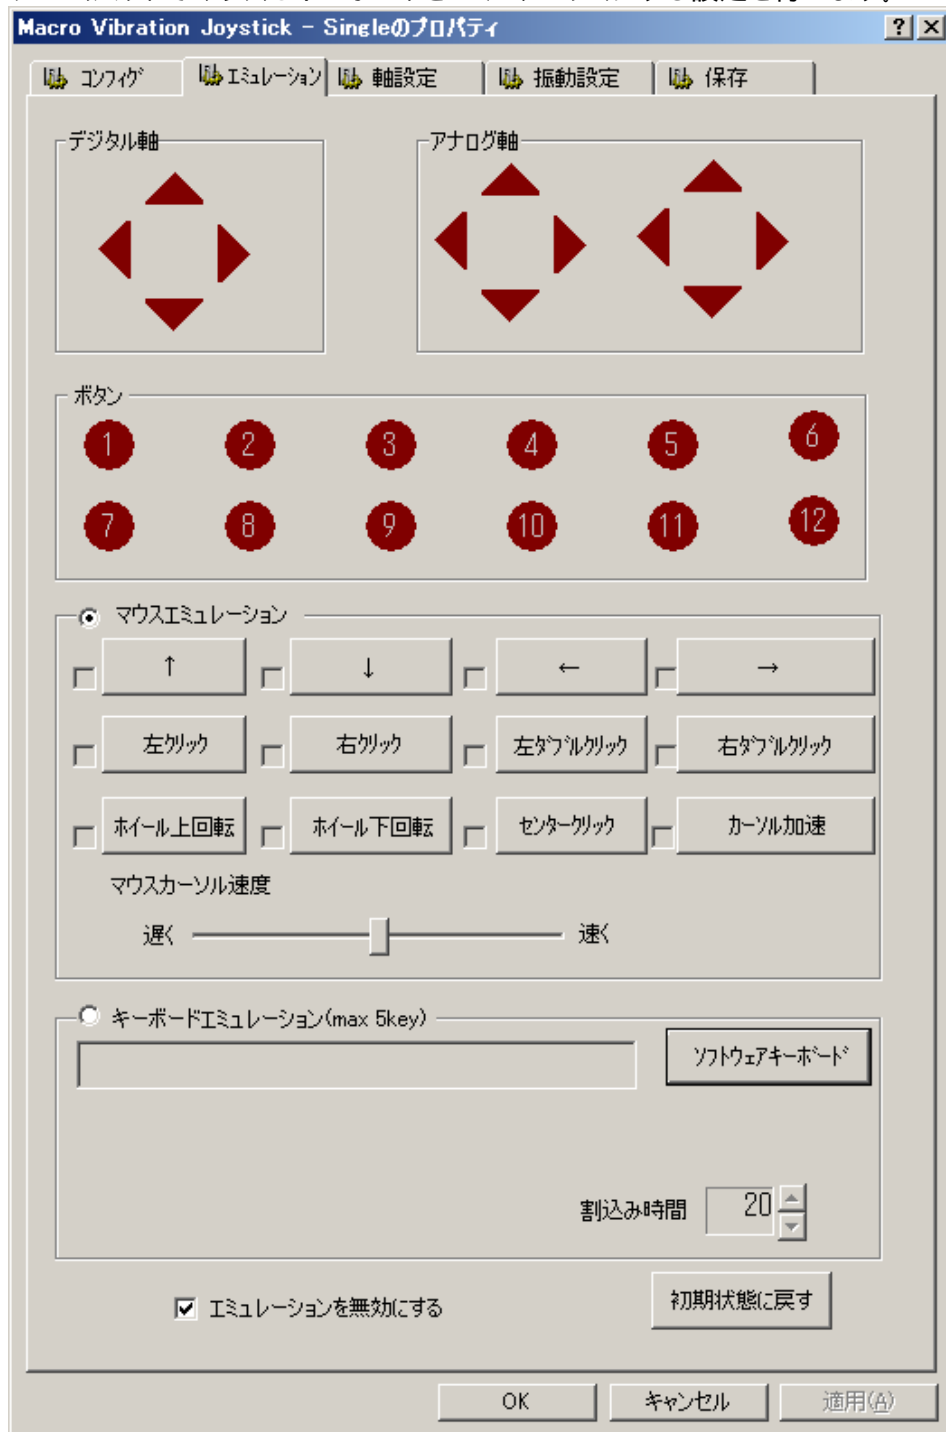 Macro Vibration Joystick - Singleのプロパティ
コンフィグ エミュレーション 軸設定 振動設定 保存
デジタル軸 アナログ軸
ボタン
1 2 3 4 5 6
7 8 9 10 11 12
マウスエミュレーション
↑ ↓ ← →
左クリック 右クリック 左ダブルクリック 右ダブルクリック
ホイール上回転 ホイール下回転 センタークリック カーソル加速
マウスカーソル速度
遅く 速く
キーボードエミュレーション(max 5key)
ソフトウェアキーボード
割込み時間 20
エミュレーションを無効にする 初期状態に戻す
OK キャンセル 適用(A)